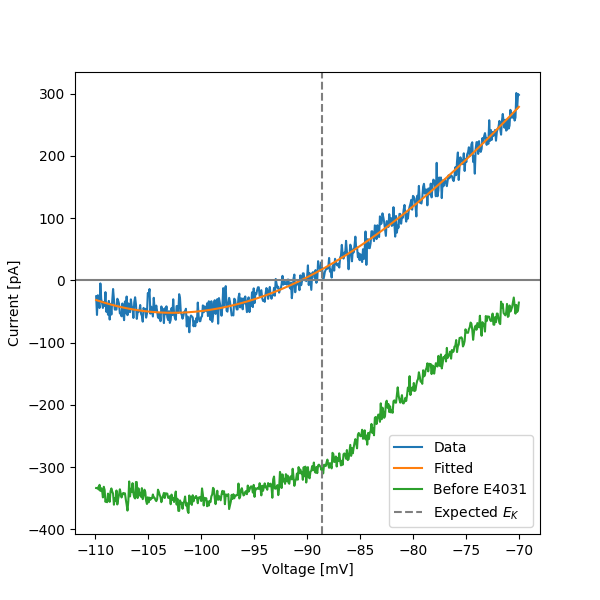 300
200
100
0
−100
−200
−300
−400
Current [pA]
Data
Fitted
Before E4031
Expected E_K
−110 −105 −100 −95 −90 −85 −80 −75 −70
Voltage [mV]